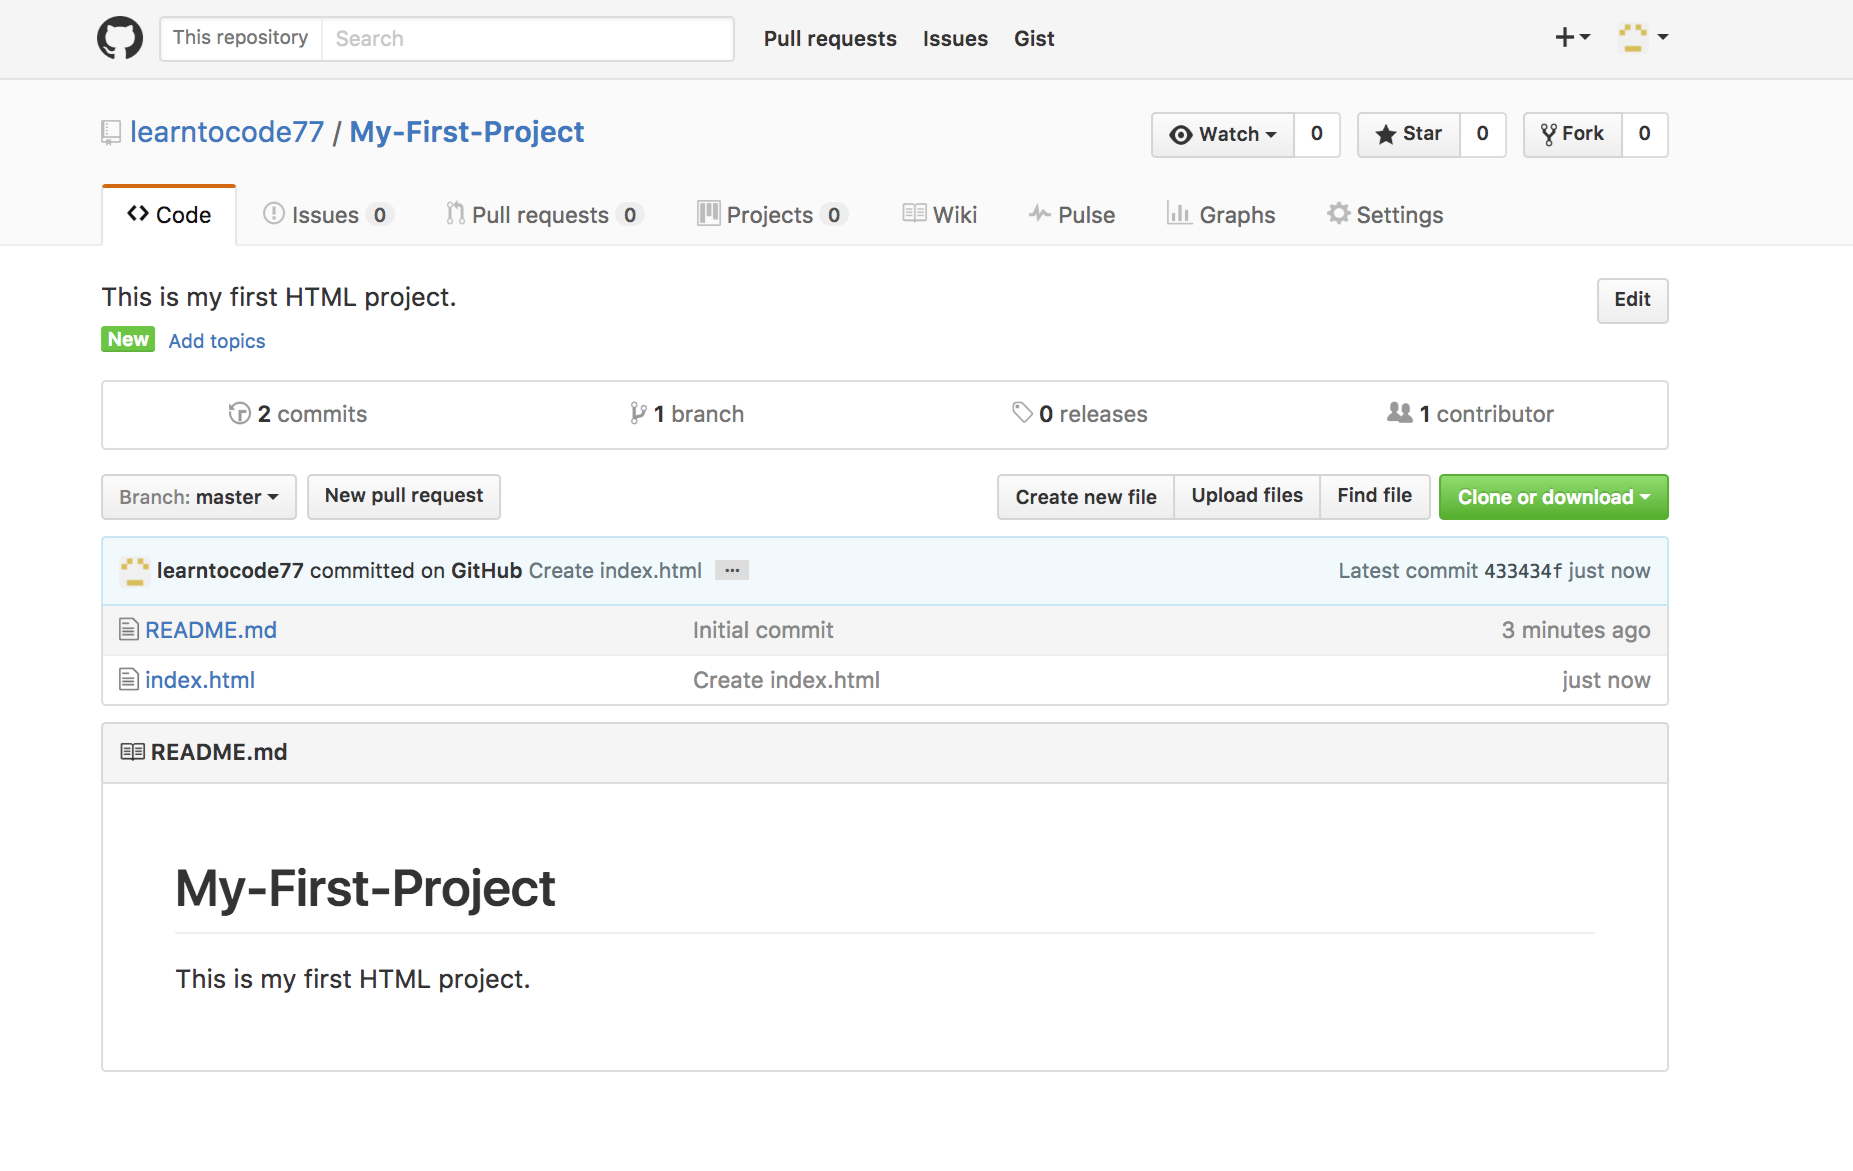 This repository Search Pull requests Issues Gist
learntocode77 / My-First-Project Watch 0 Star 0 Fork 0
Code Issues 0 Pull requests 0 Projects 0 Wiki Pulse Graphs Settings
This is my first HTML project. Edit
New Add topics
2 commits 1 branch 0 releases 1 contributor
Branch: master New pull request Create new file Upload files Find file Clone or download
learntocode77 committed on GitHub Create index.html ... Latest commit 433434f just now
README.md Initial commit 3 minutes ago
index.html Create index.html just now
README.md
My-First-Project
This is my first HTML project.